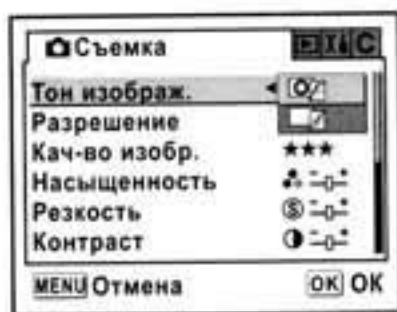 Съемка C
Тон изображ.
Разрешение
Кач-во изобр. ★★★
Насыщенность
Резкость S
Контраст
MENU Отмена OK OK